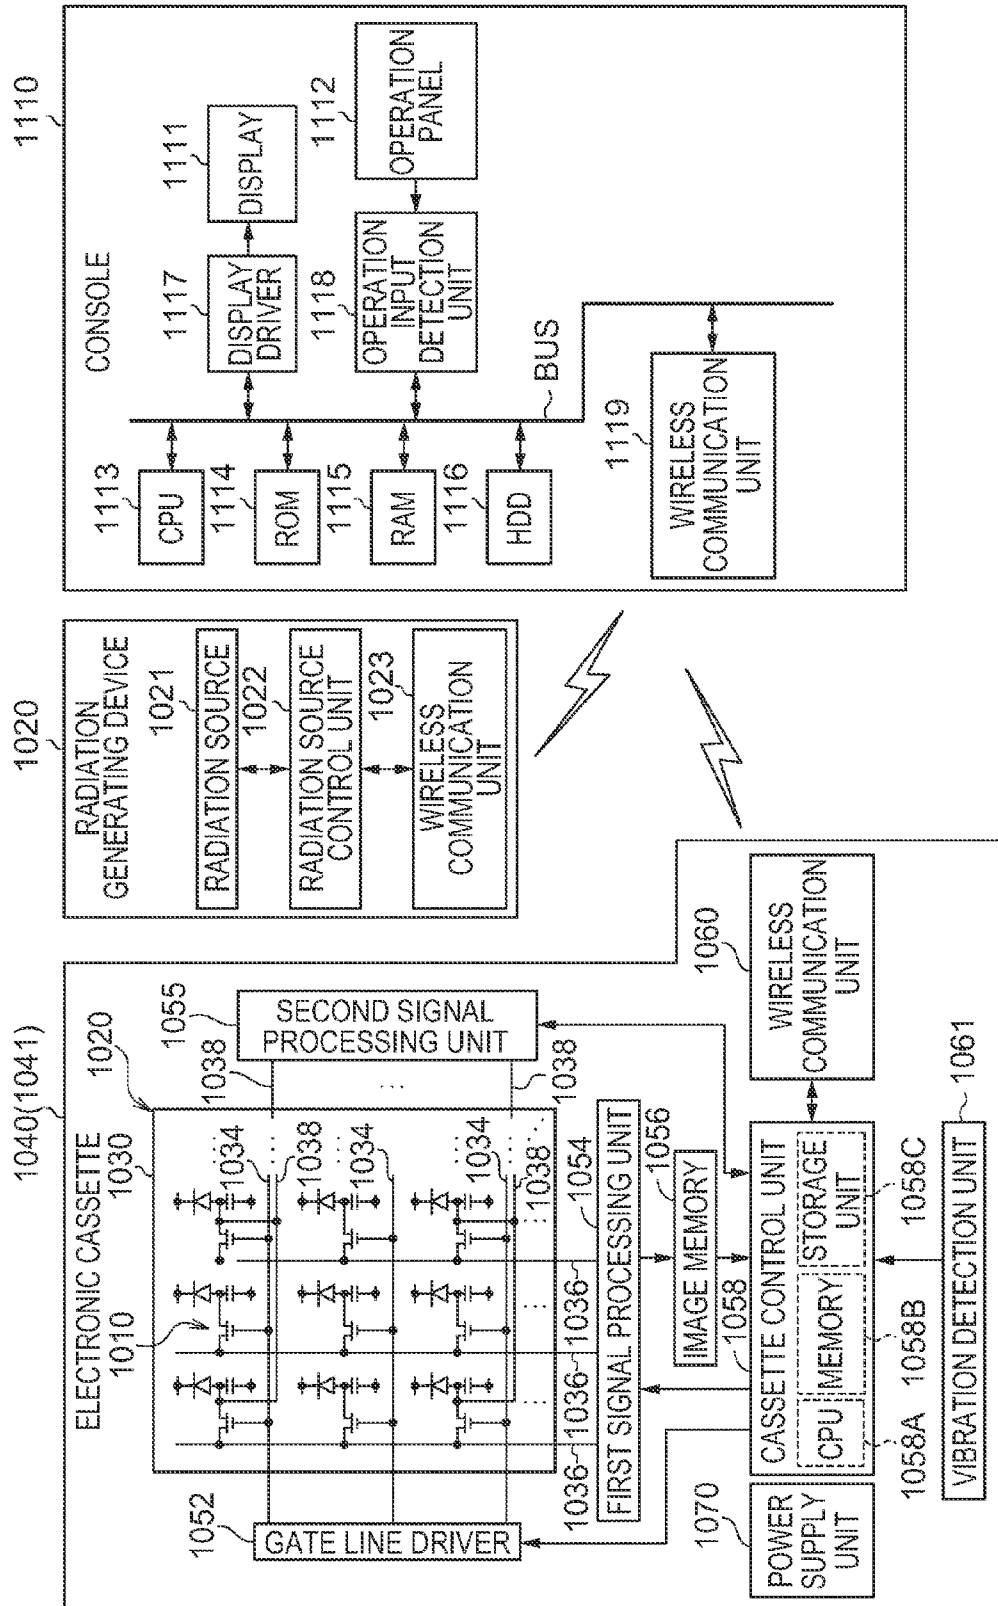 1040(1041)
ELECTRONIC CASSETTE
1030
1020
1010
1034
1038
1034
1034
1038
1038
1038
1055
SECOND SIGNAL
PROCESSING UNIT
1052
GATE LINE DRIVER
1036
1036
1036
1054
FIRST SIGNAL PROCESSING UNIT
1056
IMAGE MEMORY
1058
CASSETTE CONTROL UNIT
CPU
MEMORY
STORAGE
UNIT
1058A
1058B
1058C
1070
POWER
SUPPLY
UNIT
1060
WIRELESS
COMMUNICATION
UNIT
1061
VIBRATION DETECTION UNIT
1020
RADIATION
GENERATING DEVICE
1021
RADIATION SOURCE
1022
RADIATION SOURCE
CONTROL UNIT
1023
WIRELESS
COMMUNICATION
UNIT
1110
CONSOLE
1113
CPU
1114
ROM
1115
RAM
1116
HDD
1117
DISPLAY
DRIVER
1111
DISPLAY
1118
OPERATION
INPUT
DETECTION
UNIT
1112
OPERATION
PANEL
BUS
1119
WIRELESS
COMMUNICATION
UNIT